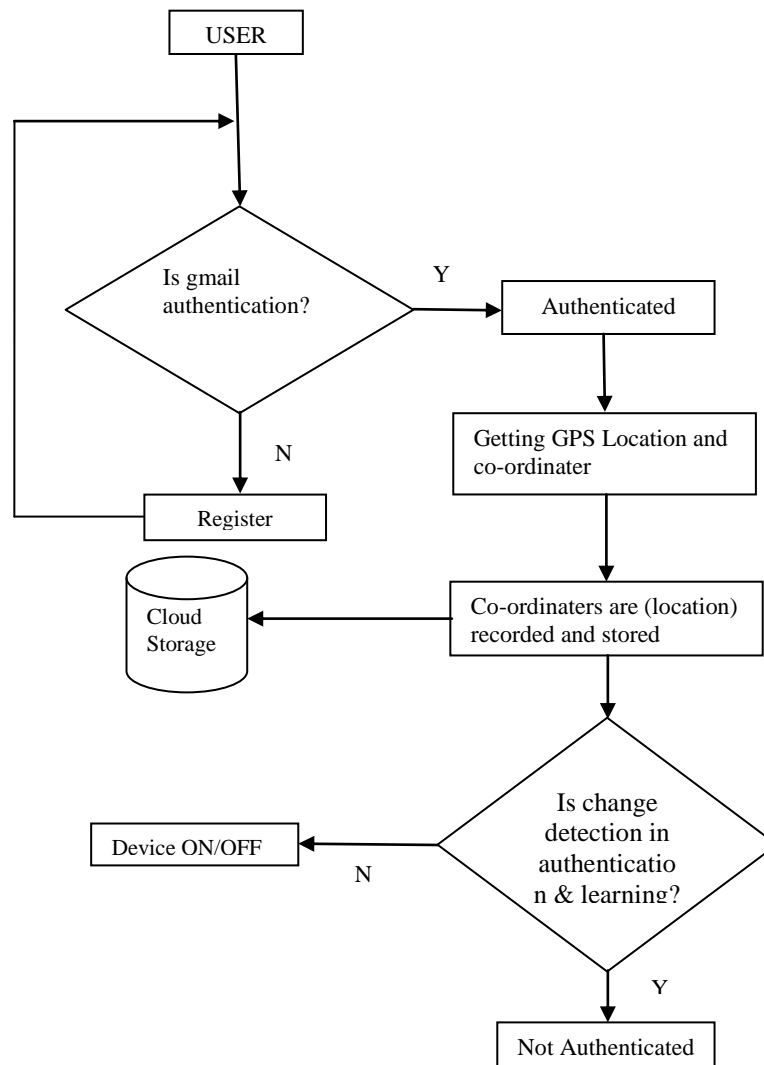 USER
Is gmail
authentication?
Y
Authenticated
Getting GPS Location and
co-ordinater
N
Register
Cloud
Storage
Co-ordinaters are (location)
recorded and stored
Is change
detection in
authenticatio
n & learning?
Device ON/OFF
N
Y
Not Authenticated